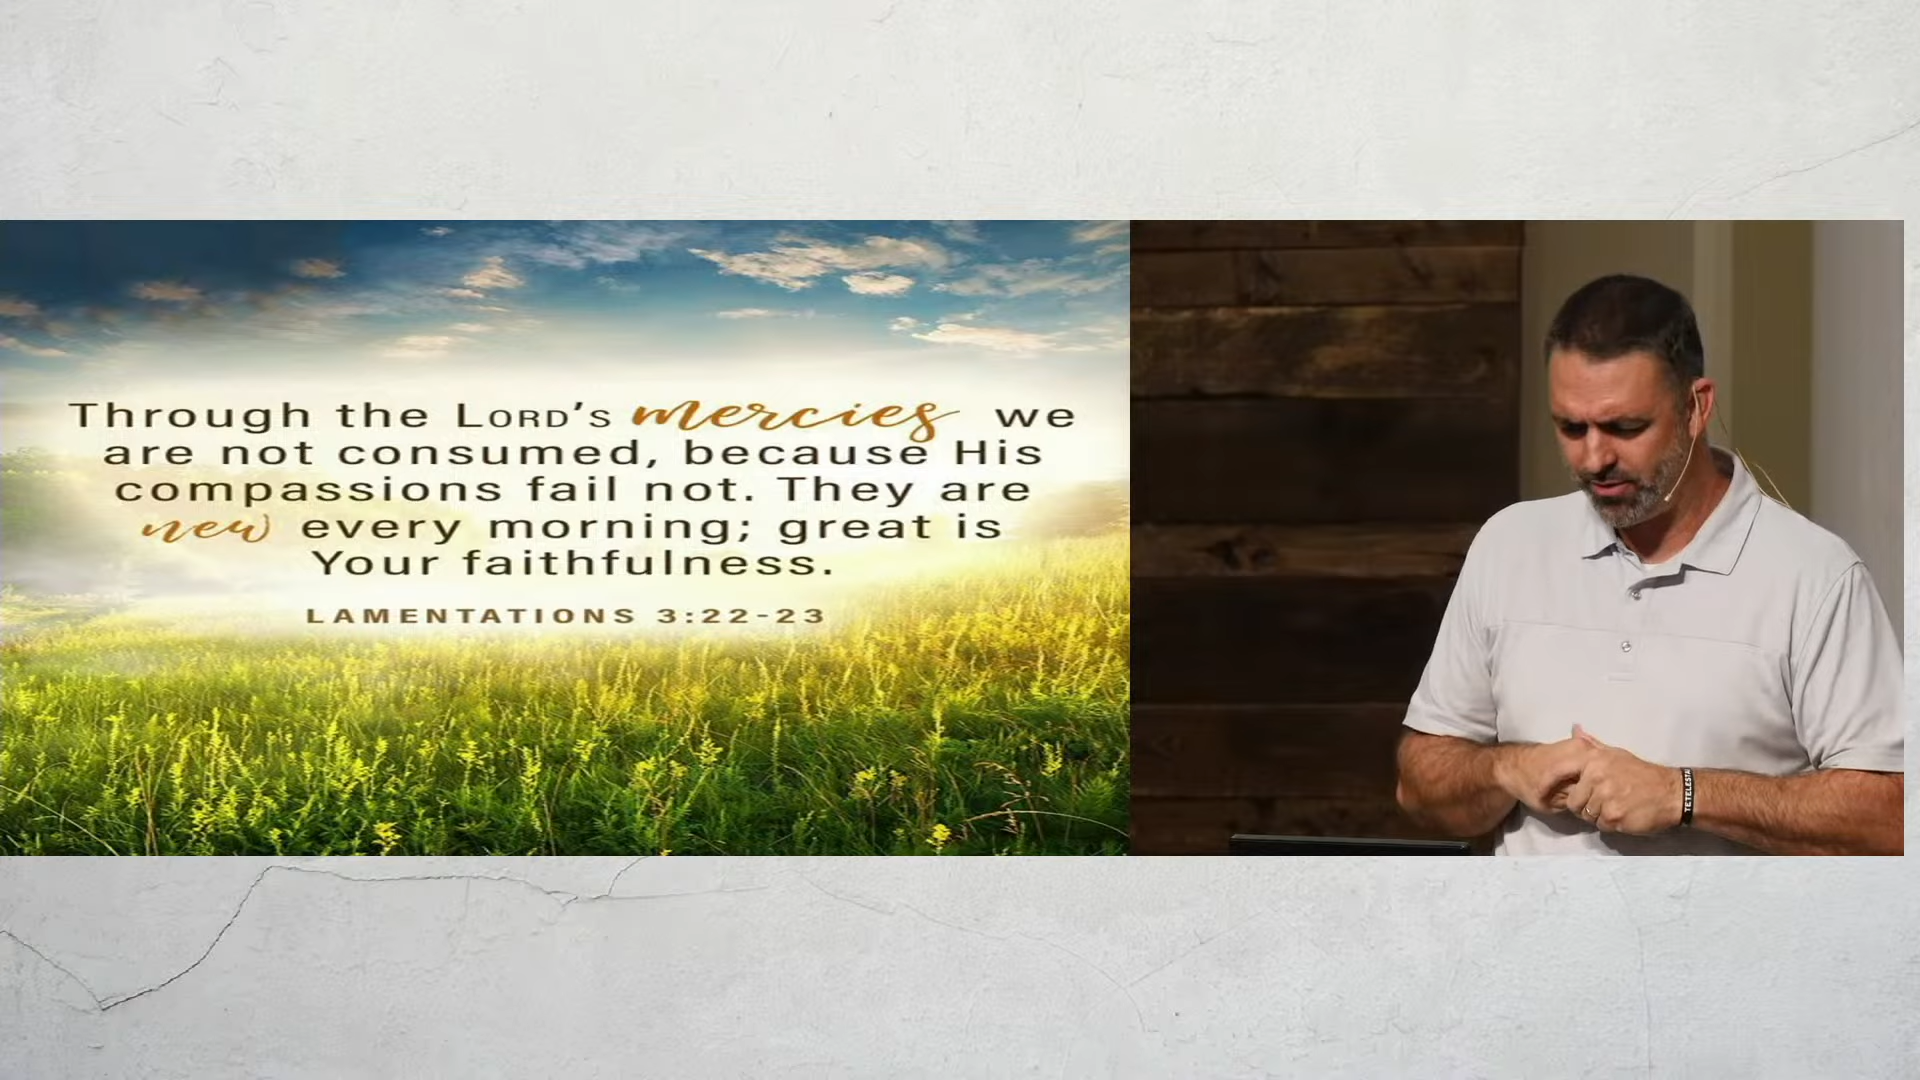 Through the LORD's mercies we
are not consumed, because His
compassions fail not. They are
new every morning; great is
Your faithfulness.
LAMENTATIONS 3:22-23
TETELESTAI